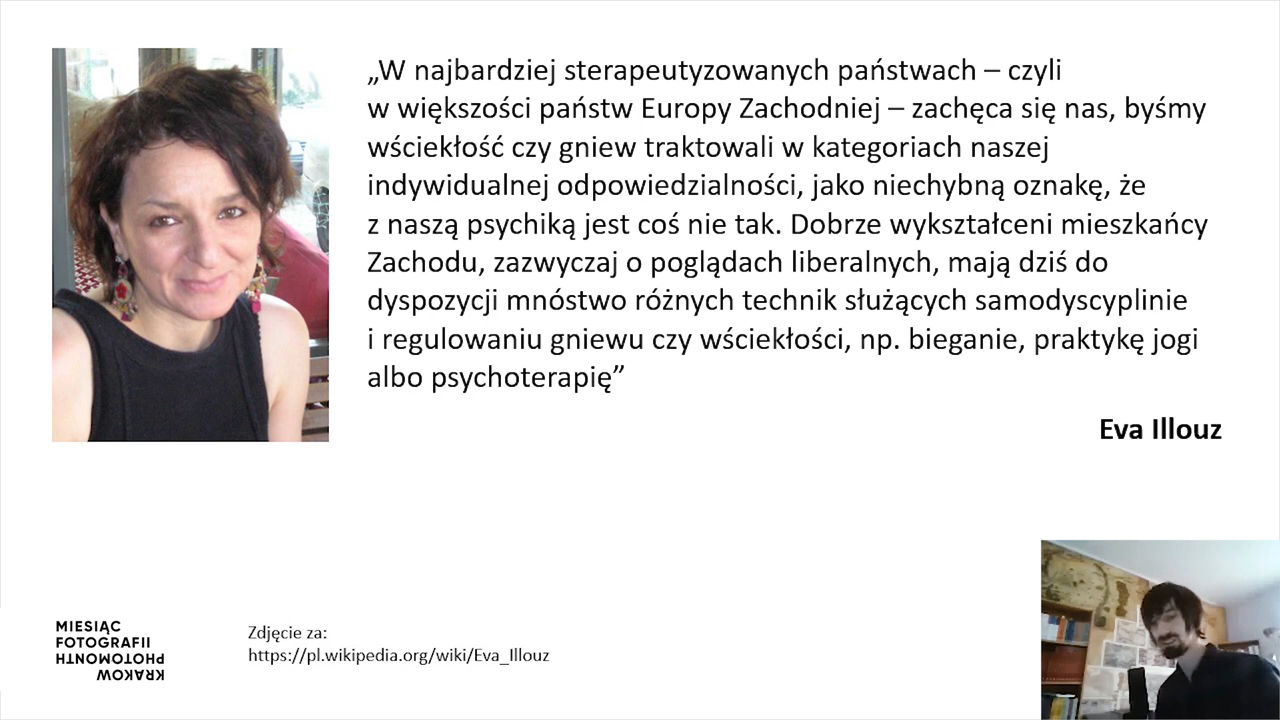 „W najbardziej sterapeutyzowanych państwach – czyli
w większości państw Europy Zachodniej – zachęca się nas, byśmy
wściekłość czy gniew traktowali w kategoriach naszej
indywidualnej odpowiedzialności, jako niechybną oznakę, że
z naszą psychiką jest coś nie tak. Dobrze wykształceni mieszkańcy
Zachodu, zazwyczaj o poglądach liberalnych, mają dziś do
dyspozycji mnóstwo różnych technik służących samodyscyplinie
i regulowaniu gniewu czy wściekłości, np. bieganie, praktykę jogi
albo psychoterapię”
Eva Illouz
MIESIĄC
FOTOGRAFII
PHOTOMONTH
KRAKOW
Zdjęcie za:
https://pl.wikipedia.org/wiki/Eva_Illouz